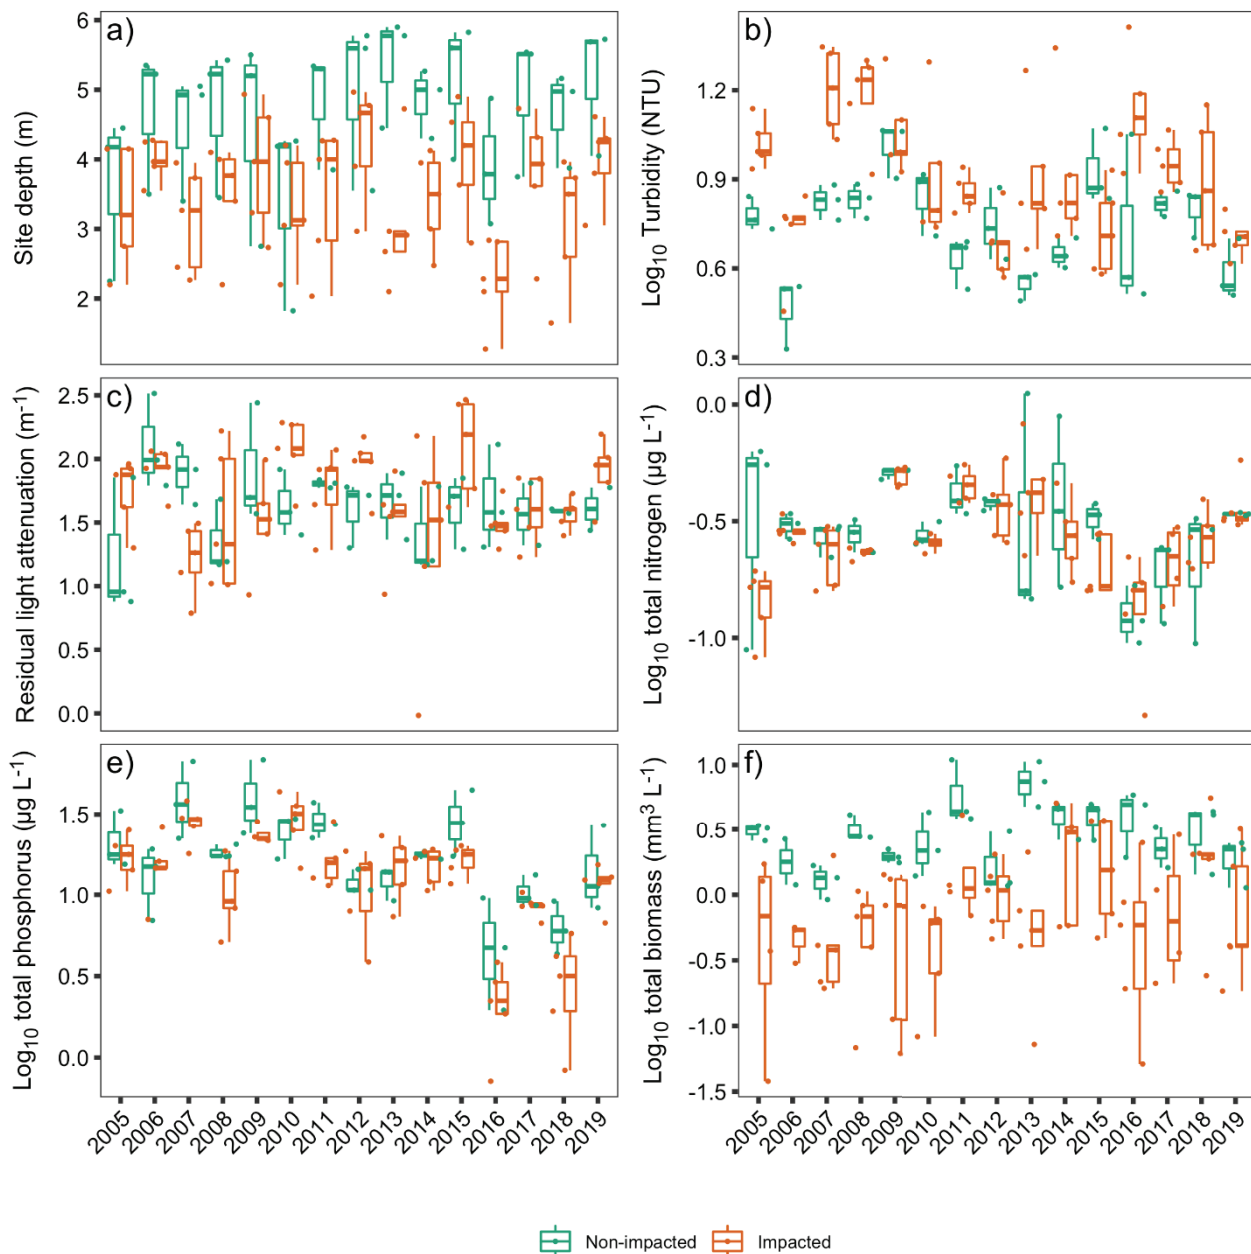 a)
Site depth (m)
6
5
4
3
2
b)
Log10 Turbidity (NTU)
1.2
0.9
0.6
0.3
c)
Residual light attenuation (m-1)
2.5
2.0
1.5
1.0
0.5
0.0
d)
Log10 total nitrogen (µg L-1)
0.0
-0.5
-1.0
e)
Log10 total phosphorus (µg L-1)
1.5
1.0
0.5
0.0
2005 2006 2007 2008 2009 2010 2011 2012 2013 2014 2015 2016 2017 2018 2019
f)
Log10 total biomass (mm3 L-1)
1.0
0.5
0.0
-0.5
-1.0
-1.5
2005 2006 2007 2008 2009 2010 2011 2012 2013 2014 2015 2016 2017 2018 2019
Non-impacted Impacted